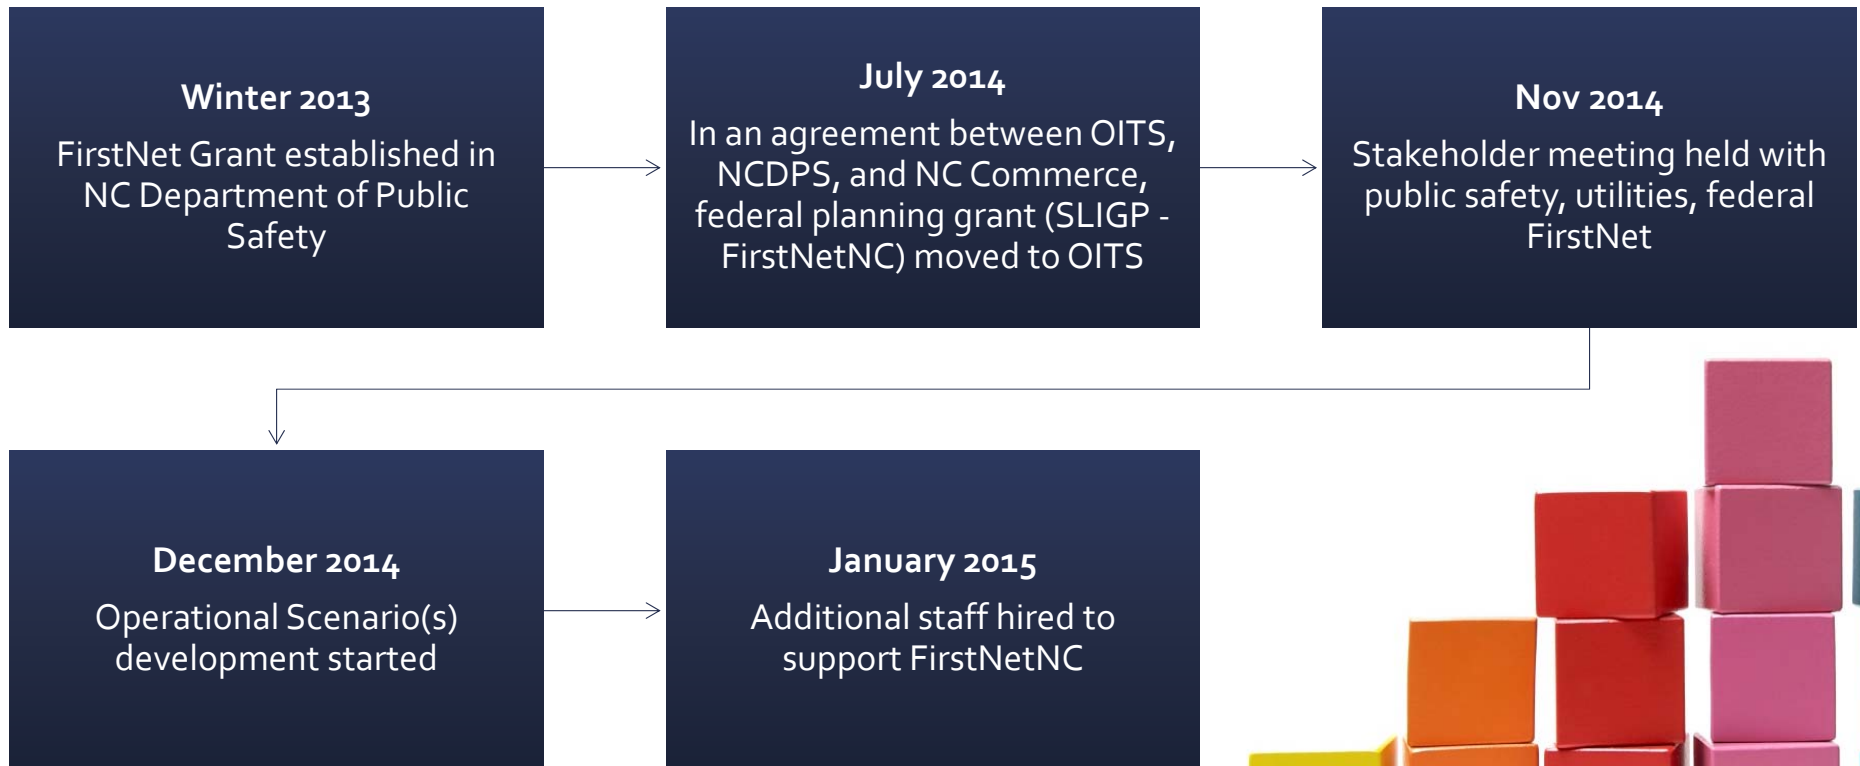 Winter 2013
FirstNet Grant established in
NC Department of Public
Safety
July 2014
In an agreement between OITS,
NCDPS, and NC Commerce,
federal planning grant (SLIGP -
FirstNetNC) moved to OITS
Nov 2014
Stakeholder meeting held with
public safety, utilities, federal
FirstNet
December 2014
Operational Scenario(s)
development started
January 2015
Additional staff hired to
support FirstNetNC